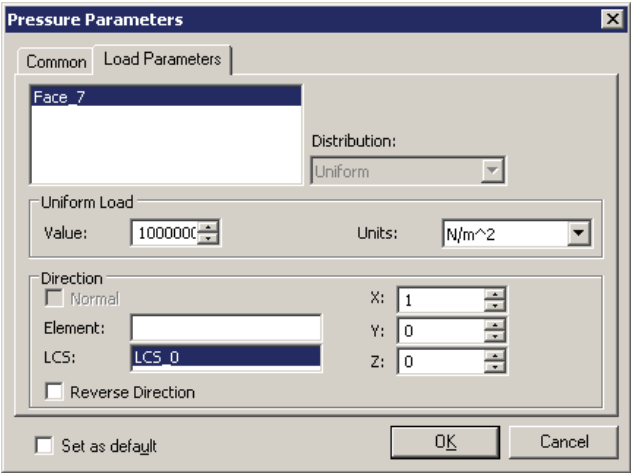 Pressure Parameters
Common Load Parameters
Face_7
Distribution:
Uniform
Uniform Load
Value: 1000000 Units: N/m^2
Direction
Normal X: 1
Element: Y: 0
LCS: LCS_0 Z: 0
Reverse Direction
Set as default OK Cancel